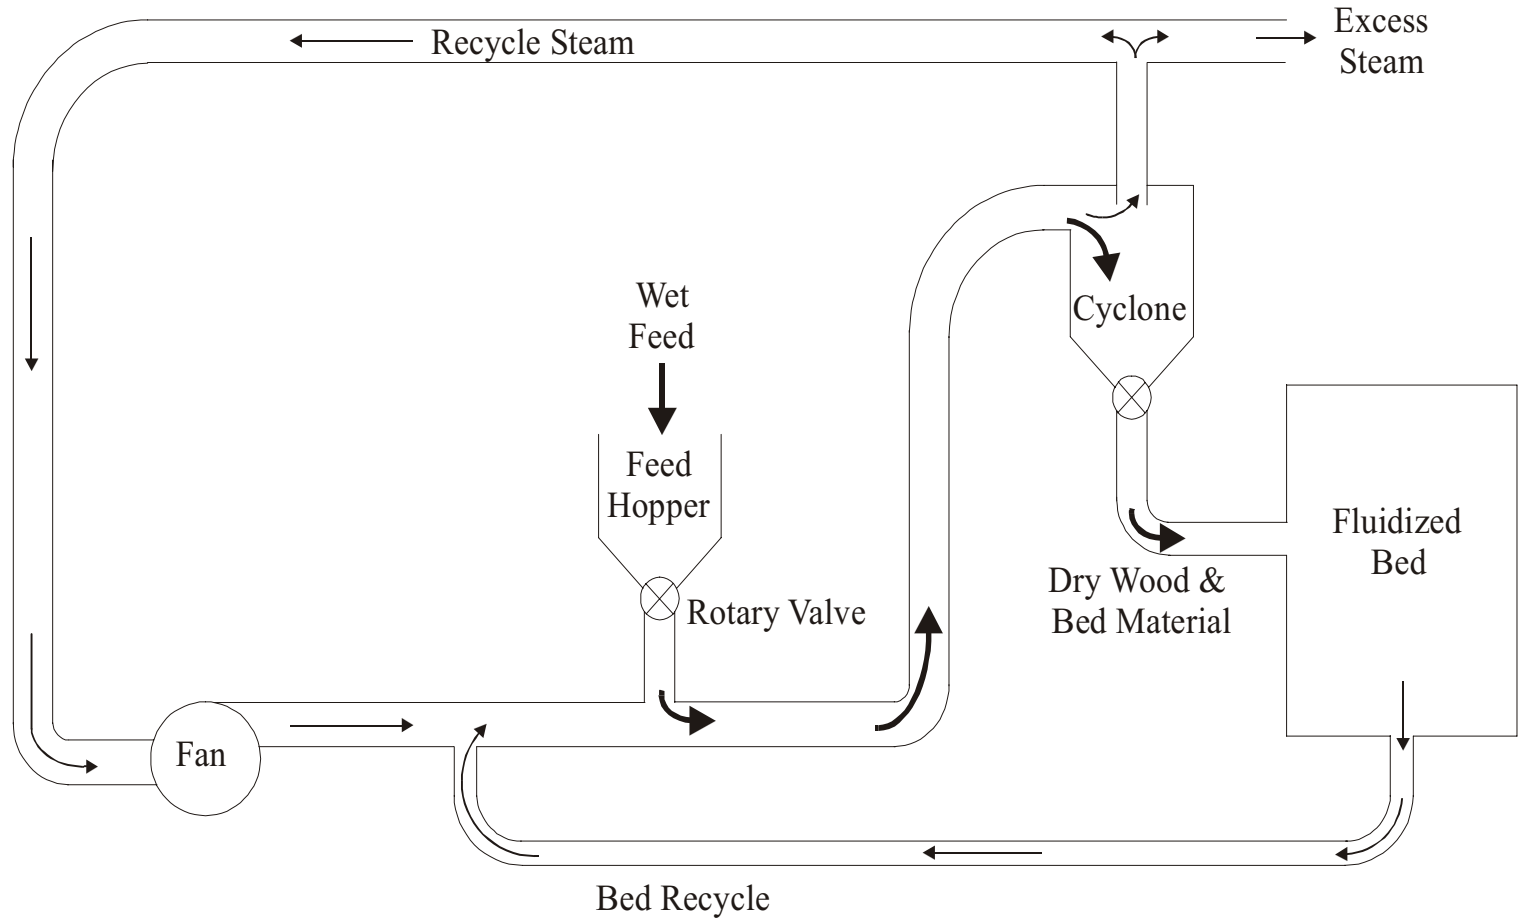 Recycle Steam
Excess
Steam
Wet
Feed
Cyclone
Feed
Hopper
Fluidized
Bed
Rotary Valve
Dry Wood &
Bed Material
Fan
Bed Recycle